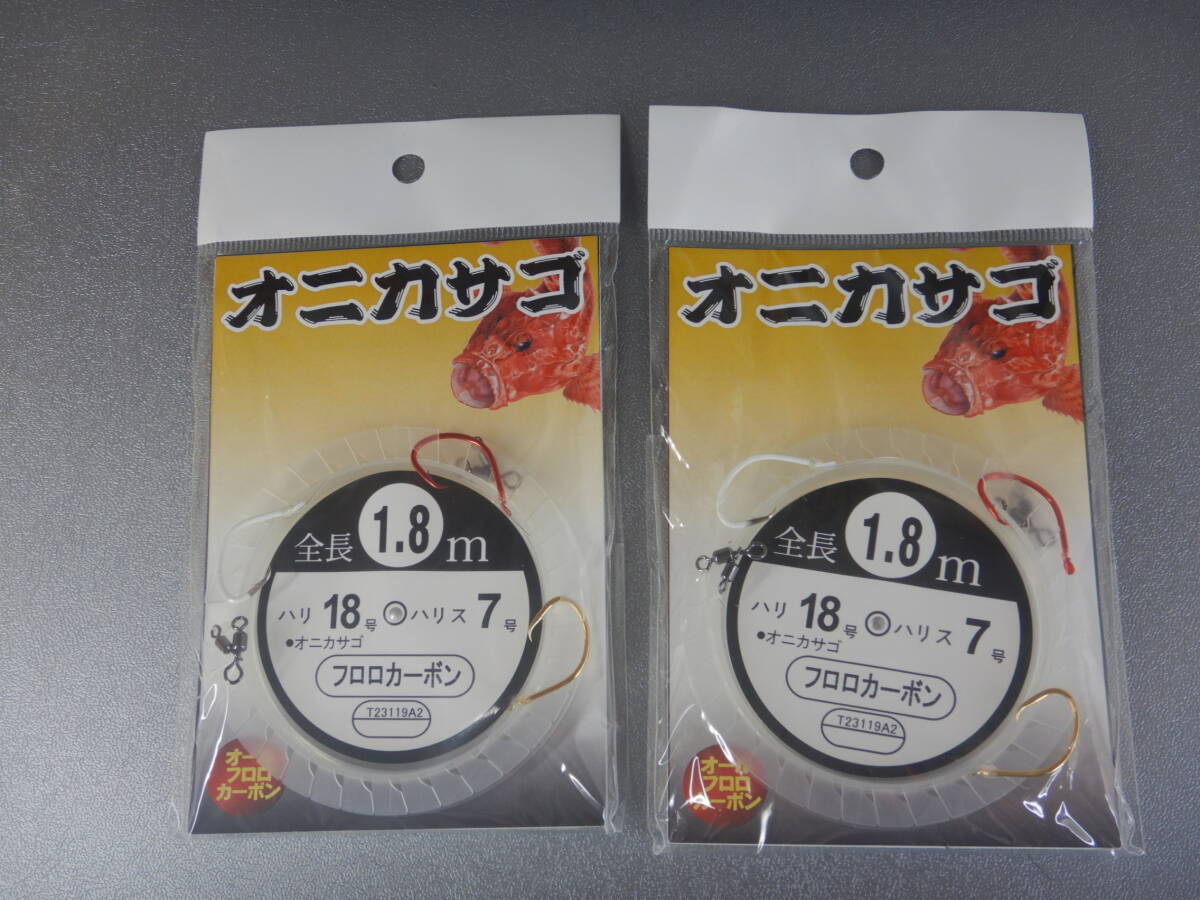 オニカサゴ
全長 1.8 m
ハリ 18号 ハリス 7号
●オニカサゴ
フロロカーボン
T23119A2
オール
フロロ
カーボン
オニカサゴ
全長 1.8 m
ハリ 18号 ハリス 7号
●オニカサゴ
フロロカーボン
T23119A2
オール
フロロ
カーボン